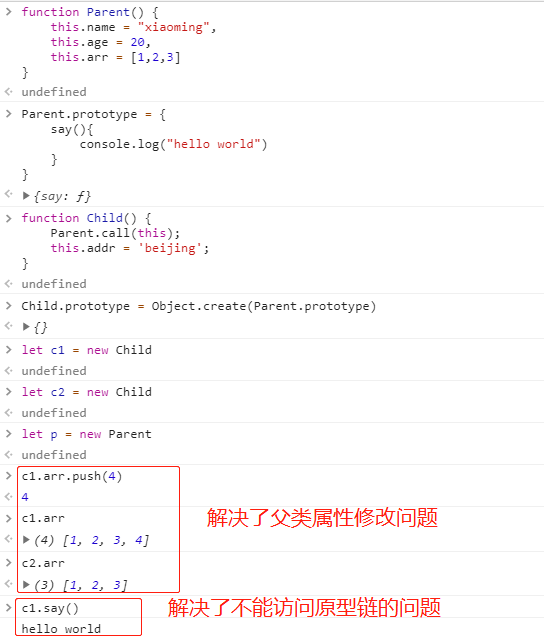 > function Parent() {
this.name = "xiaoming",
this.age = 20,
this.arr = [1,2,3]
}
<· undefined
> Parent.prototype = {
say(){
console.log("hello world")
}
}
<· ▶{say: ƒ}
> function Child() {
Parent.call(this);
this.addr = 'beijing';
}
<· undefined
> Child.prototype = Object.create(Parent.prototype)
<· ▶{}
> let c1 = new Child
<· undefined
> let c2 = new Child
<· undefined
> let p = new Parent
<· undefined
> c1.arr.push(4)
<· 4
> c1.arr
<· ▶(4) [1, 2, 3, 4]
解决了父类属性修改问题
> c2.arr
<· ▶(3) [1, 2, 3]
> c1.say()
解决了不能访问原型链的问题
hello world